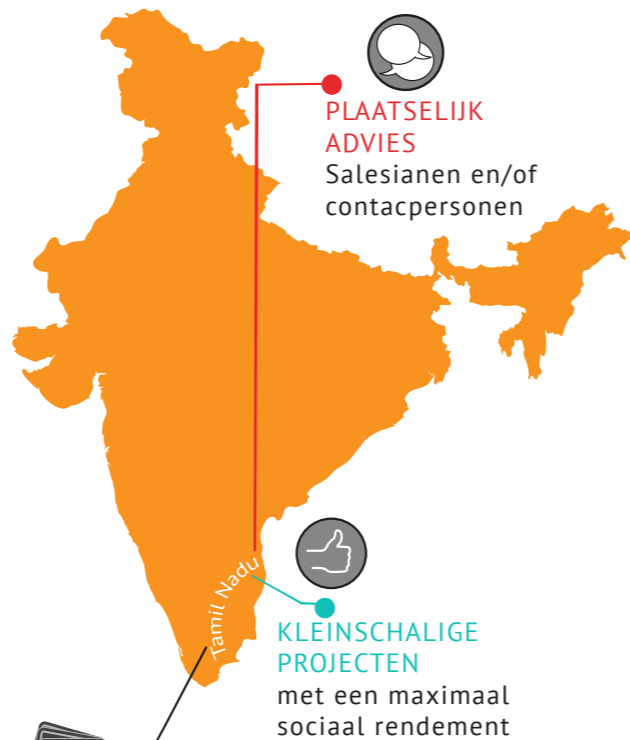 PLAATSELIJK
ADVIES
Salesianen en/of
contacpersonen
Tamil Nadu
KLEINSCHALIGE
PROJECTEN
met een maximaal
sociaal rendement